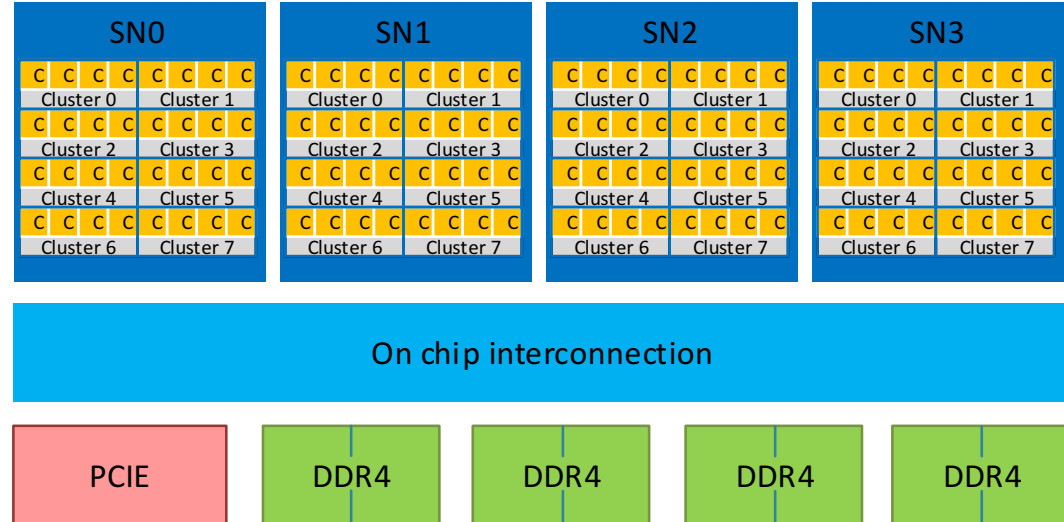 SN0 SN1 SN2 SN3
C C C C C C C C C C C C C C C C C C C C C C C C C C C C C C C C
Cluster 0 Cluster 1 Cluster 0 Cluster 1 Cluster 0 Cluster 1 Cluster 0 Cluster 1
C C C C C C C C C C C C C C C C C C C C C C C C C C C C C C C C
Cluster 2 Cluster 3 Cluster 2 Cluster 3 Cluster 2 Cluster 3 Cluster 2 Cluster 3
C C C C C C C C C C C C C C C C C C C C C C C C C C C C C C C C
Cluster 4 Cluster 5 Cluster 4 Cluster 5 Cluster 4 Cluster 5 Cluster 4 Cluster 5
C C C C C C C C C C C C C C C C C C C C C C C C C C C C C C C C
Cluster 6 Cluster 7 Cluster 6 Cluster 7 Cluster 6 Cluster 7 Cluster 6 Cluster 7
On chip interconnection
PCIE DDR4 DDR4 DDR4 DDR4